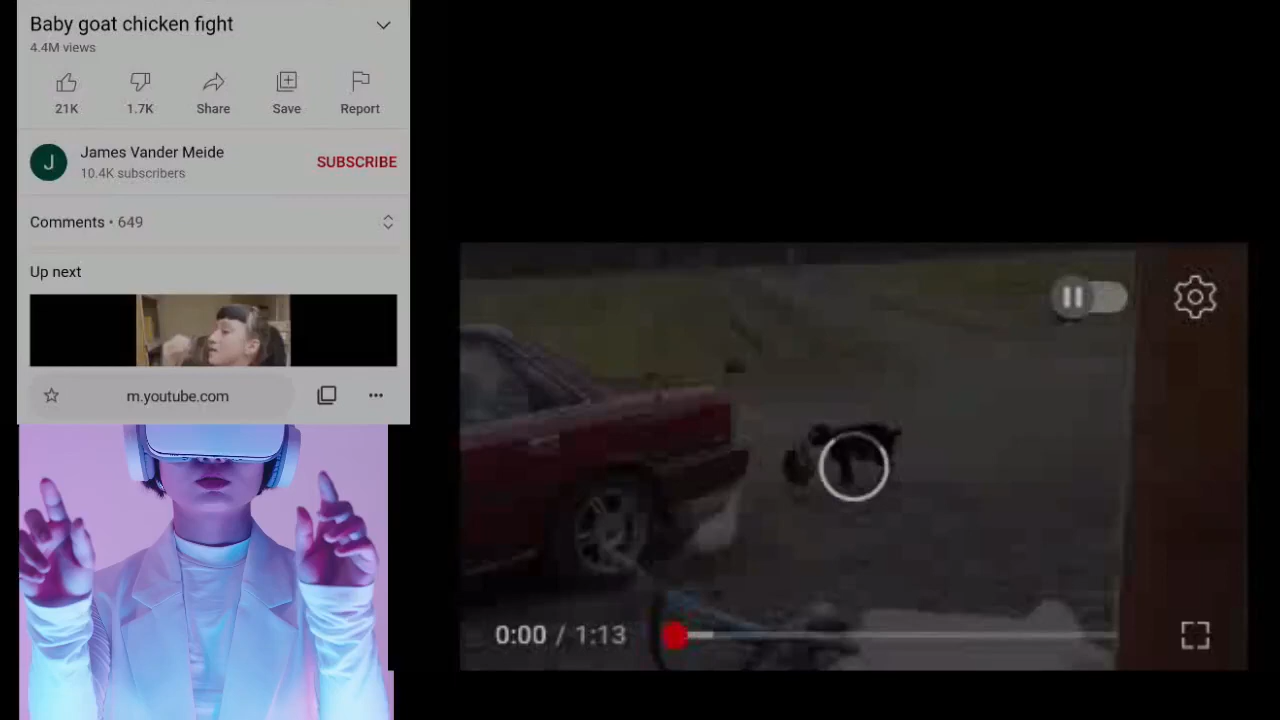 Baby goat chicken fight
4.4M views
21K
1.7K
Share
Save
Report
J
James Vander Meide
10.4K subscribers
SUBSCRIBE
Comments • 649
Up next
m.youtube.com
0:00 / 1:13